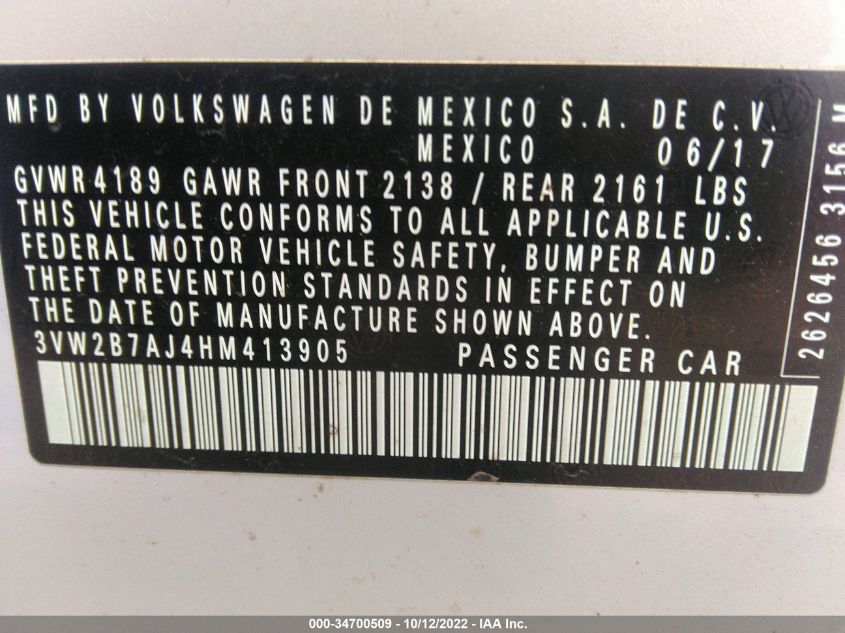 MFD BY VOLKSWAGEN DE MEXICO S.A. DE C.V.
MEXICO 06/17
GVWR 4189 GAWR FRONT 2138 / REAR 2161 LBS
THIS VEHICLE CONFORMS TO ALL APPLICABLE U.S.
FEDERAL MOTOR VEHICLE SAFETY, BUMPER AND
THEFT PREVENTION STANDARDS IN EFFECT ON
THE DATE OF MANUFACTURE SHOWN ABOVE.
3VW2B7AJ4HM413905 PASSENGER CAR
2626456 3156 M
000-34700509 - 10/12/2022 - IAA Inc.